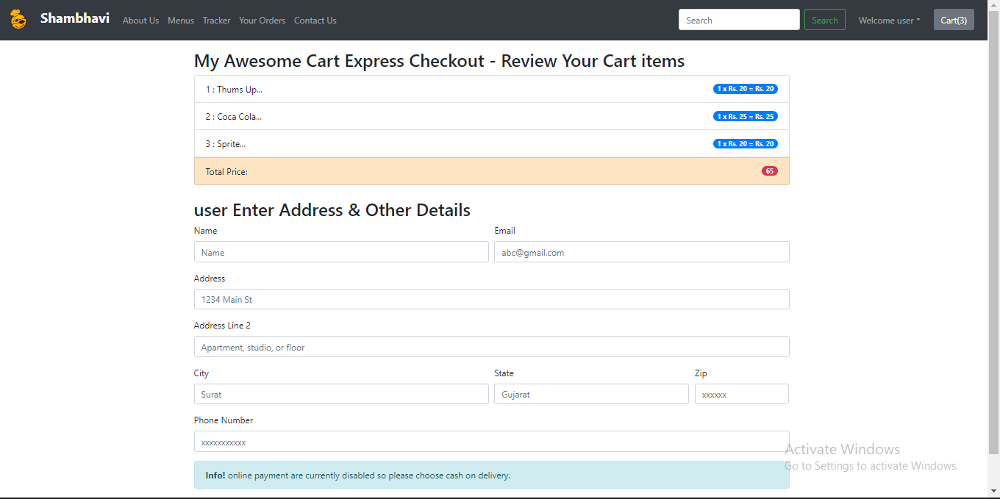 Shambhavi About Us Menus Tracker Your Orders Contact Us Search Search Welcome user Cart(3)
My Awesome Cart Express Checkout - Review Your Cart items
1 : Thums Up... 1 x Rs. 20 = Rs. 20
2 : Coca Cola... 1 x Rs. 25 = Rs. 25
3 : Sprite... 1 x Rs. 20 = Rs. 20
Total Price: 65
user Enter Address & Other Details
Name Email
Name abc@gmail.com
Address
1234 Main St
Address Line 2
Apartment, studio, or floor
City State Zip
Surat Gujarat xxxxxx
Phone Number
xxxxxxxxxxx
Activate Windows
Go to Settings to activate Windows.
Info! online payment are currently disabled so please choose cash on delivery.